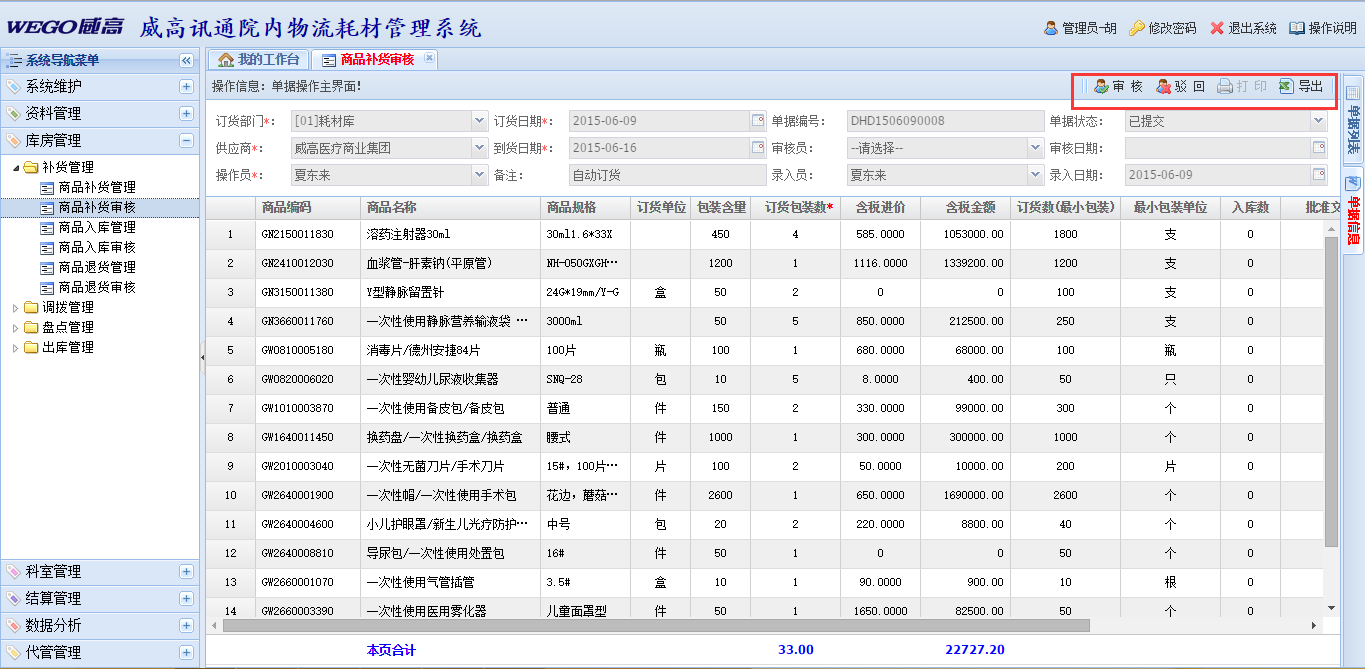 WEGO威高 威高讯通院内物流耗材管理系统
管理员-胡 修改密码 退出系统 操作说明
系统导航菜单
系统维护
资料管理
库房管理
补货管理
商品补货管理
商品补货审核
商品入库管理
商品入库审核
商品退货管理
商品退货审核
调拨管理
盘点管理
出库管理
科室管理
结算管理
数据分析
代管管理
我的工作台 商品补货审核
操作信息: 单据操作主界面!
审 核 驳 回 打 印 导出
订货部门*: [01]耗材库 订货日期*: 2015-06-09 单据编号: DHD1506090008 单据状态: 已提交
供应商*: 威高医疗商业集团 到货日期*: 2015-06-16 审核员: --请选择-- 审核日期:
操作员*: 夏东来 备注: 自动订货 录入员: 夏东来 录入日期: 2015-06-09
商品编码 商品名称 商品规格 订货单位 包装含量 订货包装数* 含税进价 含税金额 订货数(最小包装) 最小包装单位 入库数 批准文
1 GN2150011830 溶药注射器30ml 30ml1.6*33X 450 4 585.0000 1053000.00 1800 支 0
2 GN2410012030 血浆管-肝素钠(平原管) NH-050GXGH… 1200 1 1116.0000 1339200.00 1200 支 0
3 GN3150011380 Y型静脉留置针 24G*19mm/Y-G 盒 50 2 0 0 100 支 0
4 GN3660011760 一次性使用静脉营养输液袋 … 3000ml 50 5 850.0000 212500.00 250 支 0
5 GW0810005180 消毒片/德州安捷84片 100片 瓶 100 1 680.0000 68000.00 100 瓶 0
6 GW0820006020 一次性婴幼儿尿液收集器 SNQ-28 包 10 5 8.0000 400.00 50 只 0
7 GW1010003870 一次性使用备皮包/备皮包 普通 件 150 2 330.0000 99000.00 300 个 0
8 GW1640011450 换药盘/一次性换药盒/换药盒 腰式 件 1000 1 300.0000 300000.00 1000 个 0
9 GW2010003040 一次性无菌刀片/手术刀片 15#, 100片… 片 100 2 50.0000 10000.00 200 片 0
10 GW2640001900 一次性帽/一次性使用手术包 花边, 蘑菇… 件 2600 1 650.0000 1690000.00 2600 个 0
11 GW2640004600 小儿护眼罩/新生儿光疗防护… 中号 包 20 2 220.0000 8800.00 40 个 0
12 GW2640008810 导尿包/一次性使用处置包 16# 件 50 1 0 0 50 个 0
13 GW2660001070 一次性使用气管插管 3.5# 盒 10 1 90.0000 900.00 10 根 0
14 GW2660003390 一次性使用医用雾化器 儿童面罩型 件 50 1 1650.0000 82500.00 50 个 0
本页合计 33.00 22727.20
单据列表
单据信息